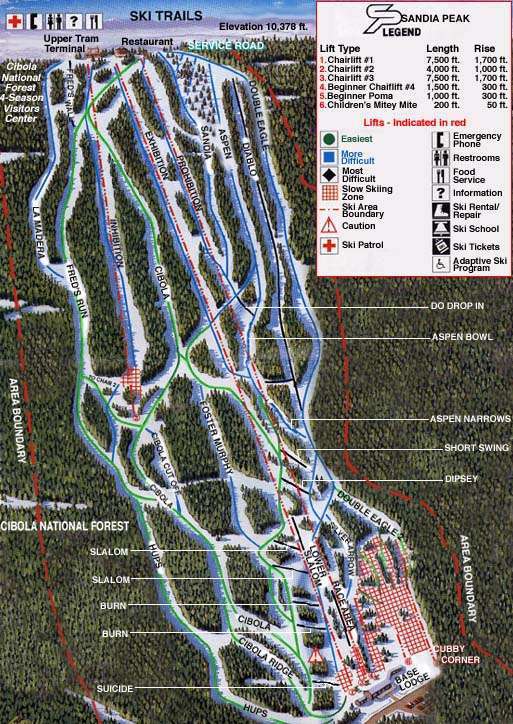 SKI TRAILS
Elevation 10,378 ft.
Upper Tram
Terminal
Restaurant
SERVICE ROAD
Cibola
National
Forest
4-Season
Visitors
Center
SP SANDIA PEAK
LEGEND
Lift Type Length Rise
1. Chairlift #1 7,500 ft. 1,700 ft.
2. Chairlift #2 4,000 ft. 1,000 ft.
3. Chairlift #3 7,500 ft. 1,700 ft.
4. Beginner Chaiflift #4 1,500 ft. 300 ft.
5. Beginner Poma 1,000 ft. 300 ft.
6. Children's Mitey Mite 200 ft. 50 ft.
Lifts - Indicated in red
Easiest
More
Difficult
Most
Difficult
Slow Skiing
Zone
Ski Area
Boundary
Caution
Ski Patrol
Emergency
Phone
Restrooms
Food
Service
? Information
Ski Rental/
Repair
Ski School
Ski Tickets
Adaptive Ski
Program
?
FRED'S RUN
EXHIBITION
PROHIBITION
SANDIA
ASPEN
DIABLO
DOUBLE EAGLE
LA MADERA
INHIBITION
FRED'S RUN
CIBOLA
DO DROP IN
ASPEN BOWL
CHAIR 2
FOSTER MURPHY
ASPEN NARROWS
SHORT SWING
DIPSEY
AREA BOUNDARY
CIBOLA CUT OFF
CIBOLA
DOUBLE EAGLE
CIBOLA NATIONAL FOREST
HUPS
SLALOM
SLALOM
LOWER
SLALOM
RACE AREA
AREA BOUNDARY
BURN
CIBOLA
BURN
CIBOLA RIDGE
CUBBY
CORNER
BASE
LODGE
SUICIDE
HUPS